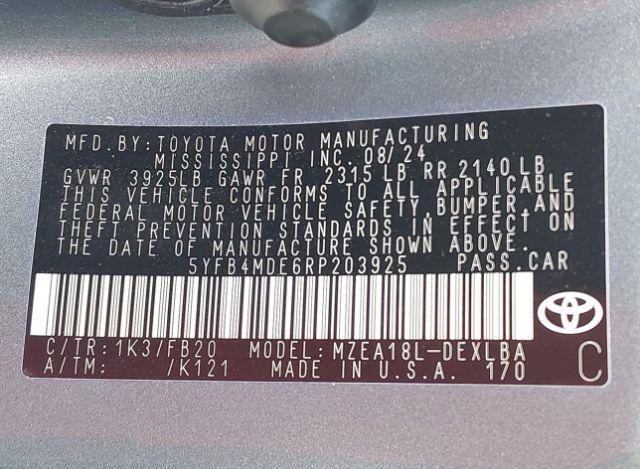 MFD.BY:TOYOTA MOTOR MANUFACTURING
MISSISSIPPI INC. 08/24
GVWR 3925LB GAWR FR 2315 LB RR 2140LB
THIS VEHICLE CONFORMS TO ALL APPLICABLE
FEDERAL MOTOR VEHICLE SAFETY,BUMPER,AND
THEFT PREVENTION STANDARDS IN EFFECT ON
THE DATE OF MANUFACTURE SHOWN ABOVE.
5YFB4MDE6RP203925 PASS.CAR
C/TR:1K3/FB20 MODEL:MZEA18L-DEXLBA
A/TM: /K121 MADE IN U.S.A. 170 C